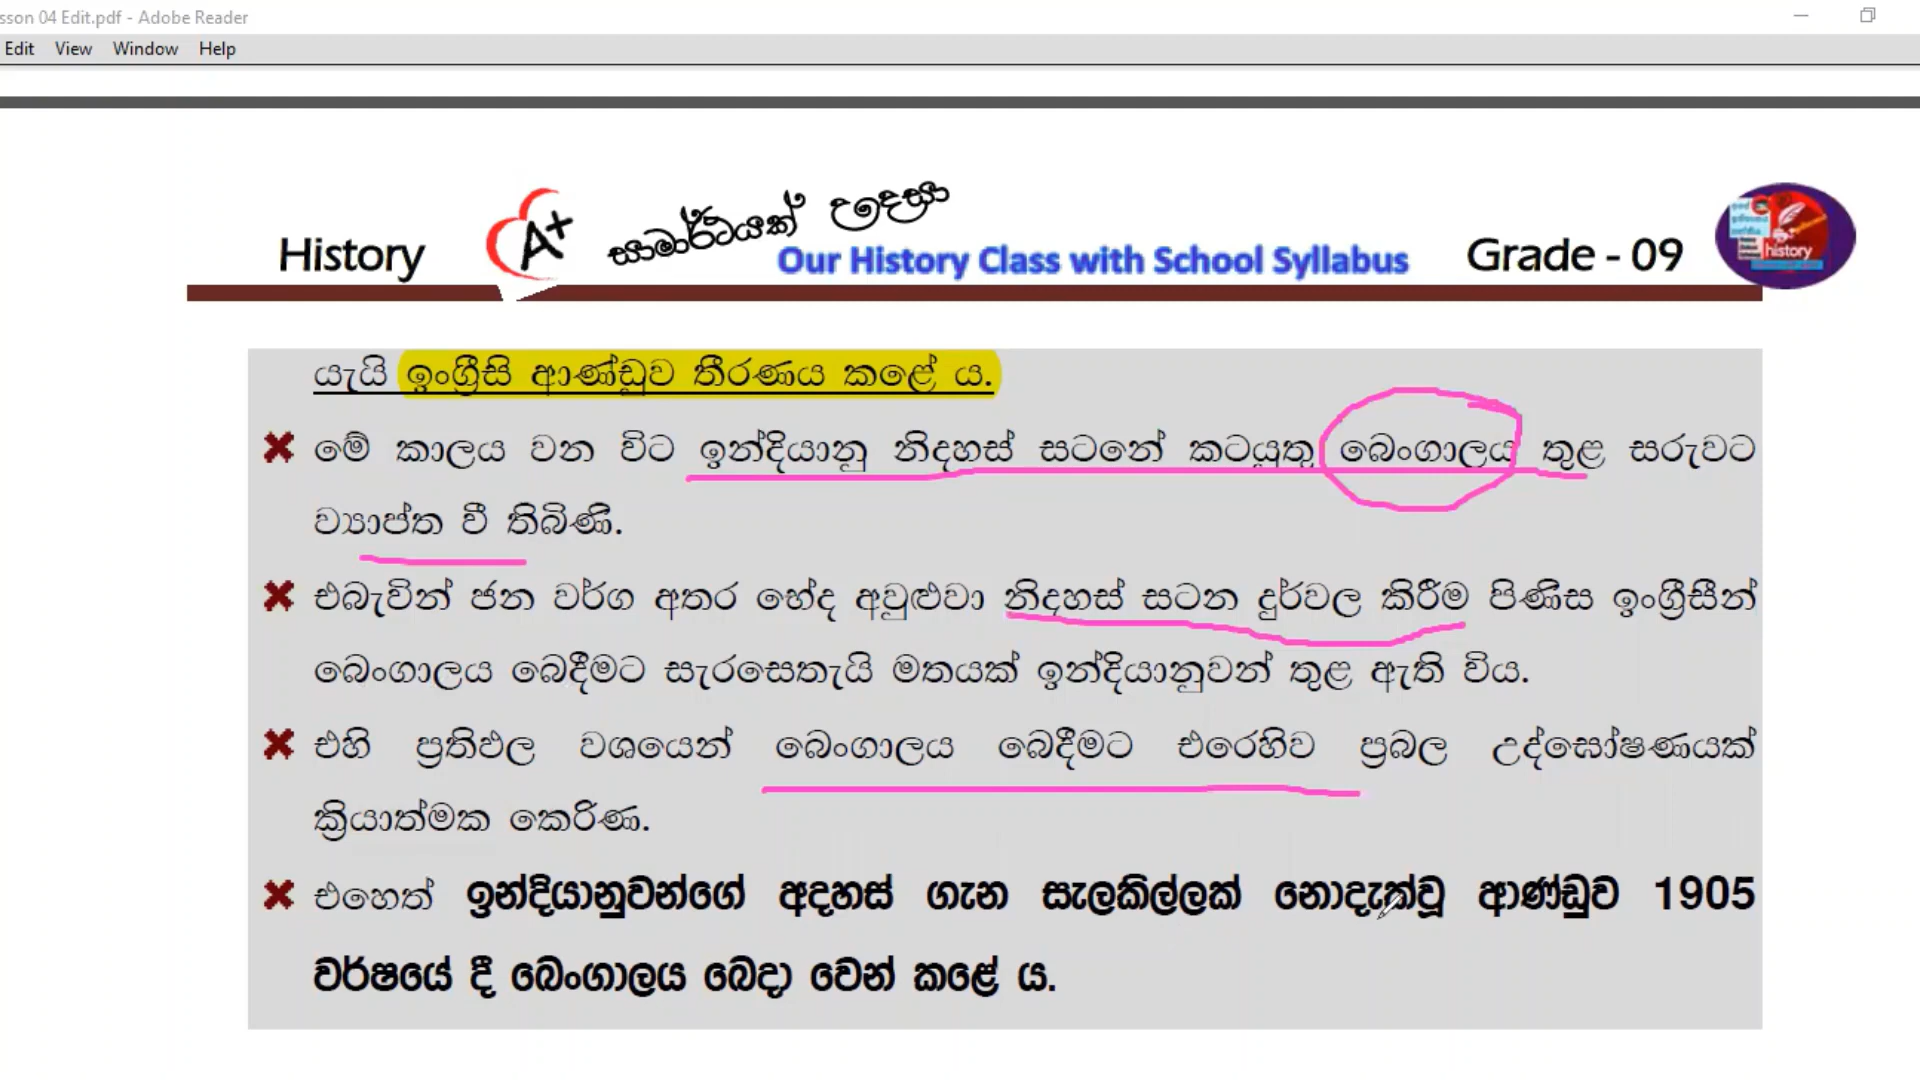 sson 04 Edit.pdf - Adobe Reader
Edit View Window Help
History A+ සාමාර්ථයක් උදෙසා Our History Class with School Syllabus Grade - 09
history
යැයි ඉංග්‍රීසි ආණ්ඩුව තීරණය කළේ ය.
මේ කාලය වන විට ඉන්දියානු නිදහස් සටනේ කටයුතු බෙංගාලය තුළ සරුවට
ව්‍යාප්ත වී තිබිණි.
එබැවින් ජන වර්ග අතර භේද අවුළුවා නිදහස් සටන දුර්වල කිරීම පිණිස ඉංග්‍රීසීන්
බෙංගාලය බෙදීමට සැරසෙතැයි මතයක් ඉන්දියානුවන් තුළ ඇති විය.
එහි ප්‍රතිඵල වශයෙන් බෙංගාලය බෙදීමට එරෙහිව ප්‍රබල උද්ඝෝෂණයක්
ක්‍රියාත්මක කෙරිණ.
එහෙත් ඉන්දියානුවන්ගේ අදහස් ගැන සැලකිල්ලක් නොදැක්වූ ආණ්ඩුව 1905
වර්ෂයේ දී බෙංගාලය බෙදා වෙන් කළේ ය.